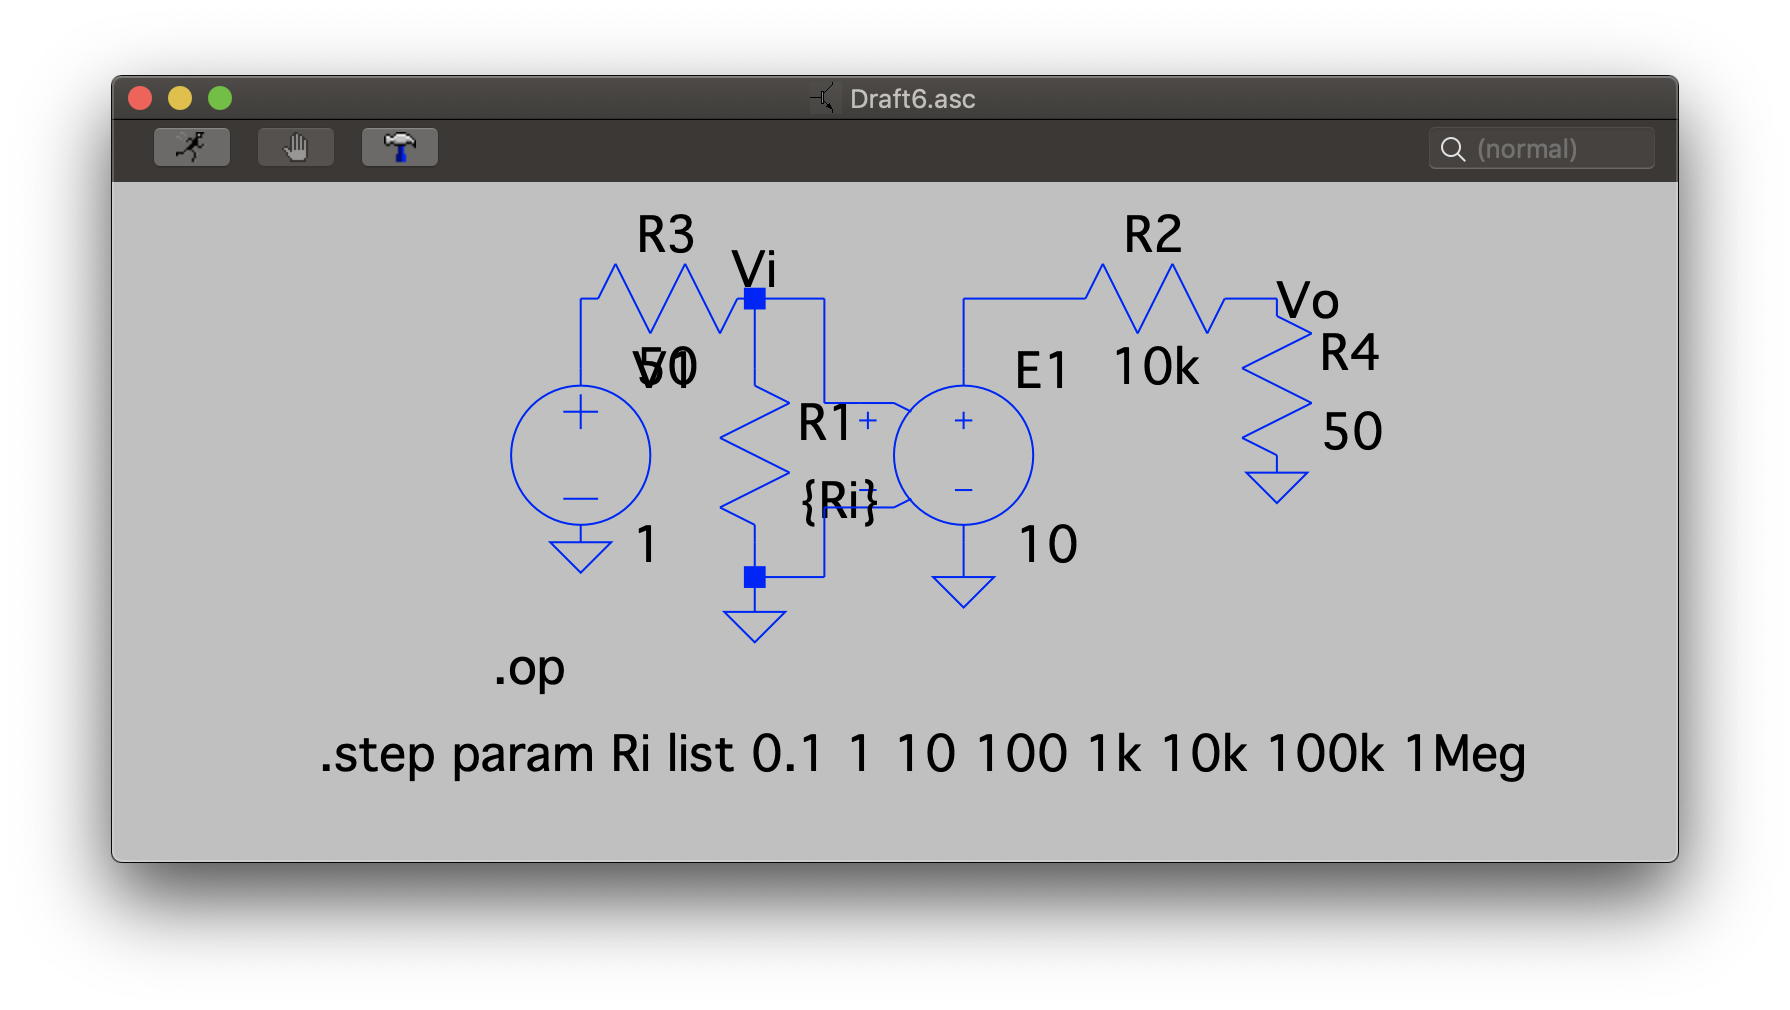 Draft6.asc
(normal)
R3
R2
Vi
Vo
R4
V1
50
E1
10k
R1
50
{Ri}
1
10
.op
.step param Ri list 0.1 1 10 100 1k 10k 100k 1Meg